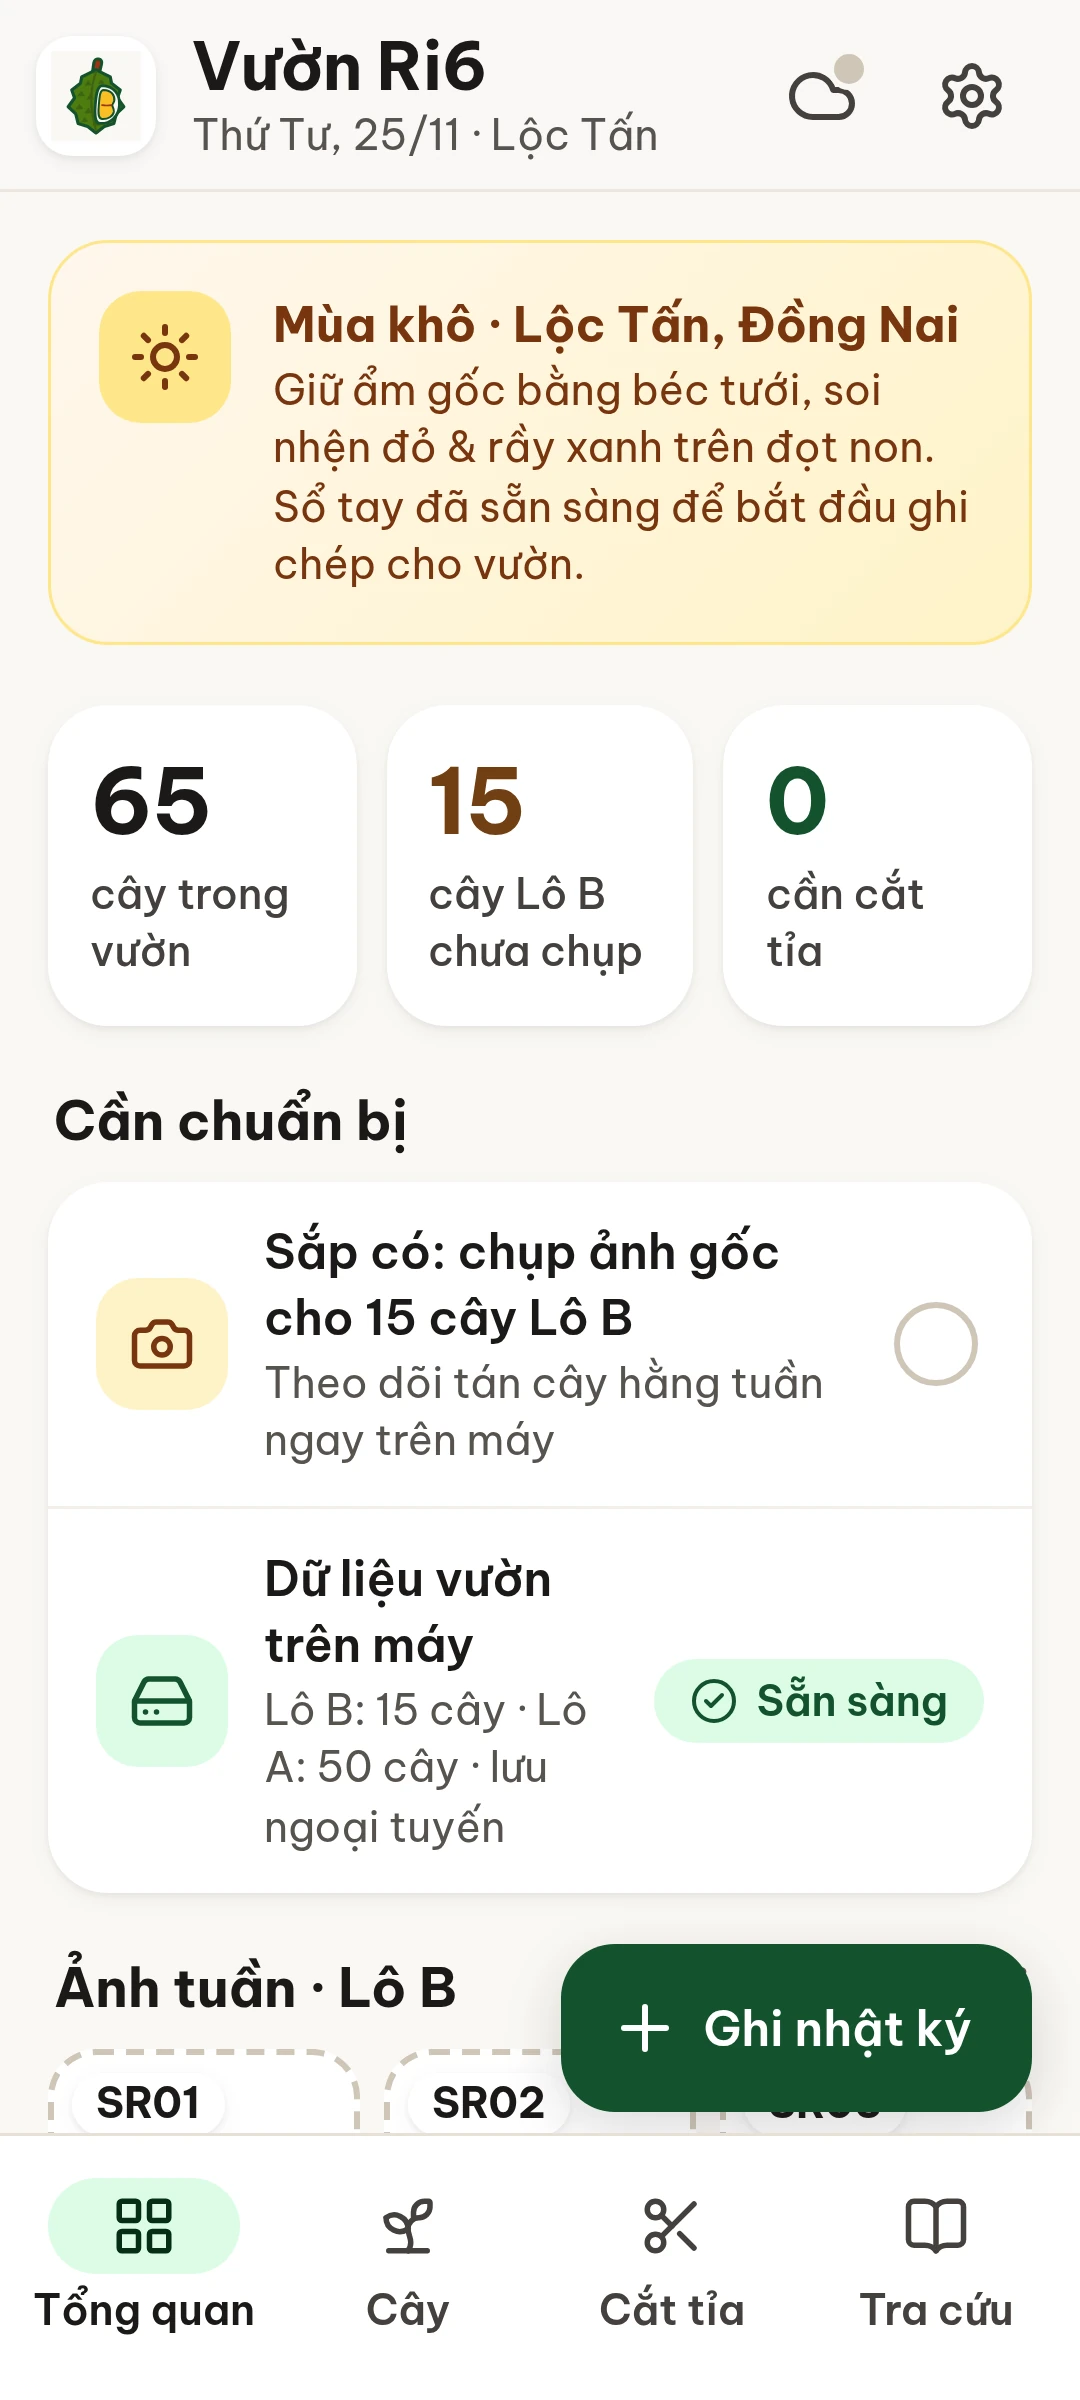 Vườn Ri6
Thứ Tư, 25/11 · Lộc Tấn
Mùa khô · Lộc Tấn, Đồng Nai
Giữ ẩm gốc bằng béc tưới, soi
nhện đỏ & rầy xanh trên đọt non.
Sổ tay đã sẵn sàng để bắt đầu ghi
chép cho vườn.
65
cây trong
vườn
15
cây Lô B
chưa chụp
0
cần cắt
tỉa
Cần chuẩn bị
Sắp có: chụp ảnh gốc
cho 15 cây Lô B
Theo dõi tán cây hằng tuần
ngay trên máy
Dữ liệu vườn
trên máy
Lô B: 15 cây · Lô
A: 50 cây · lưu
ngoại tuyến
Sẵn sàng
Ảnh tuần · Lô B
Ghi nhật ký
SR01
SR02
Tổng quan
Cây
Cắt tỉa
Tra cứu